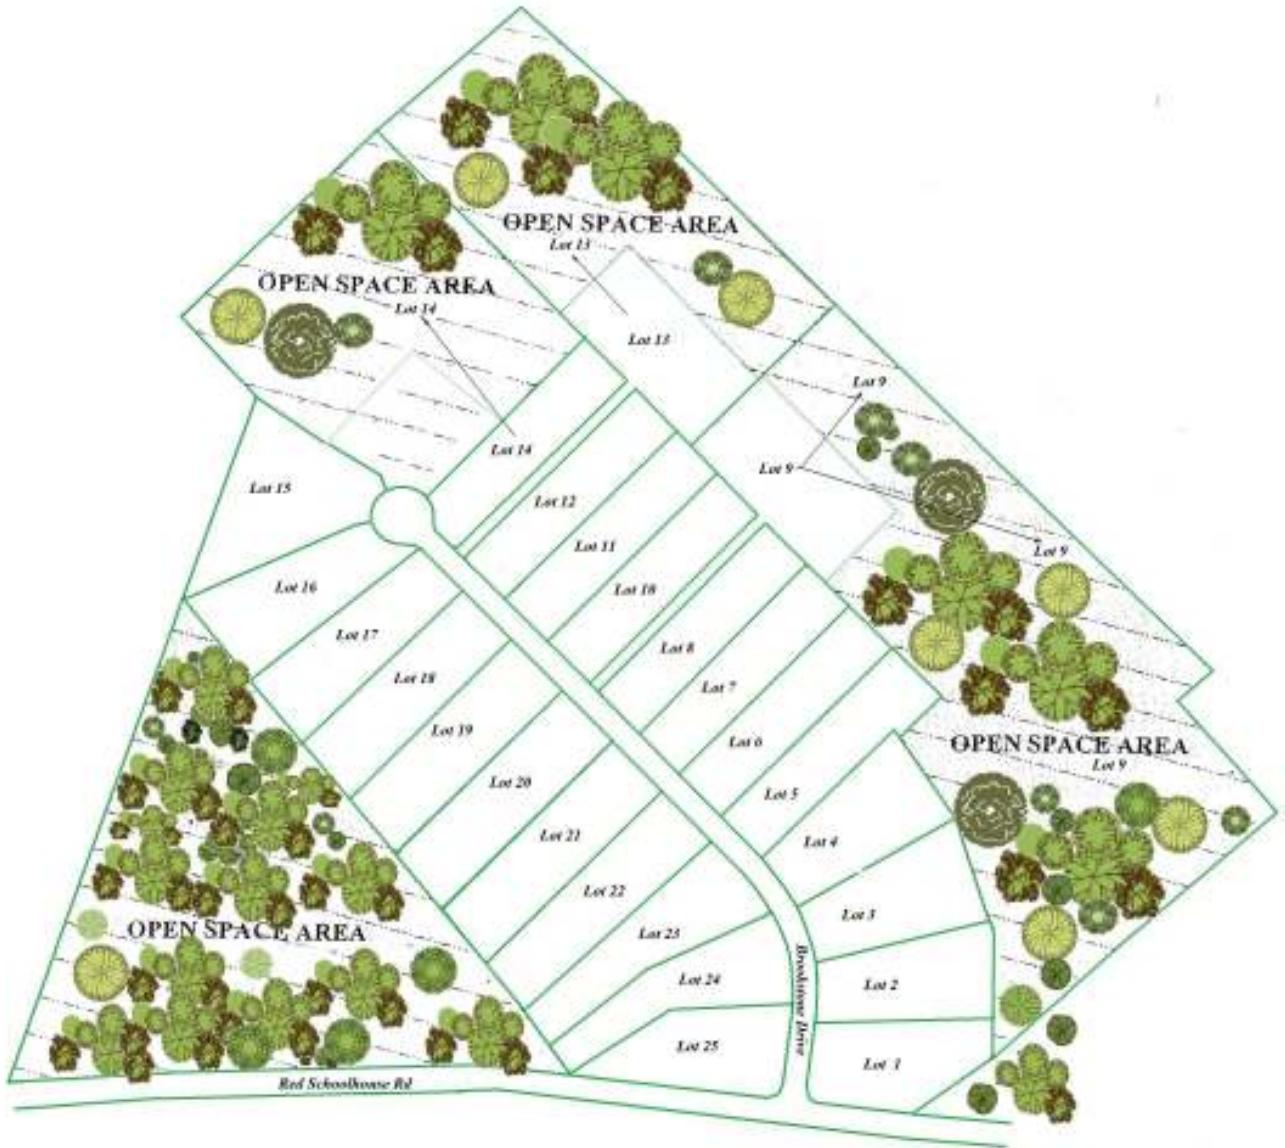 OPEN SPACE AREA
Lot 13
OPEN SPACE AREA
Lot 14
Lot 13
Lot 9
Lot 14
Lot 9
Lot 15
Lot 12
Lot 11
Lot 9
Lot 16
Lot 10
Lot 17
Lot 8
Lot 18
Lot 7
Lot 19
Lot 6
OPEN SPACE AREA
Lot 9
Lot 20
Lot 5
Lot 21
Lot 4
Lot 22
Lot 3
OPEN SPACE AREA
Lot 23
Lot 24
Lot 2
Brookstone Drive
Lot 25
Lot 1
Red Schoolhouse Rd